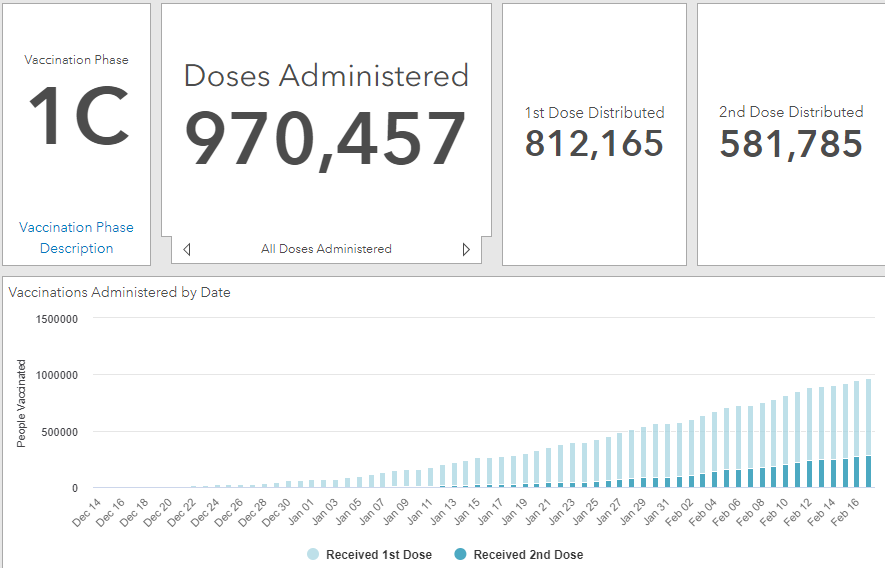 Vaccination Phase
1C
Vaccination Phase
Description
Doses Administered
970,457
All Doses Administered
1st Dose Distributed
812,165
2nd Dose Distributed
581,785
Vaccinations Administered by Date
People Vaccinated
1500000
1000000
500000
0
Dec 14
Dec 16
Dec 18
Dec 20
Dec 22
Dec 24
Dec 26
Dec 28
Dec 30
Jan 01
Jan 03
Jan 05
Jan 07
Jan 09
Jan 11
Jan 13
Jan 15
Jan 17
Jan 19
Jan 21
Jan 23
Jan 25
Jan 27
Jan 29
Jan 31
Feb 02
Feb 04
Feb 06
Feb 08
Feb 10
Feb 12
Feb 14
Feb 16
Received 1st Dose
Received 2nd Dose